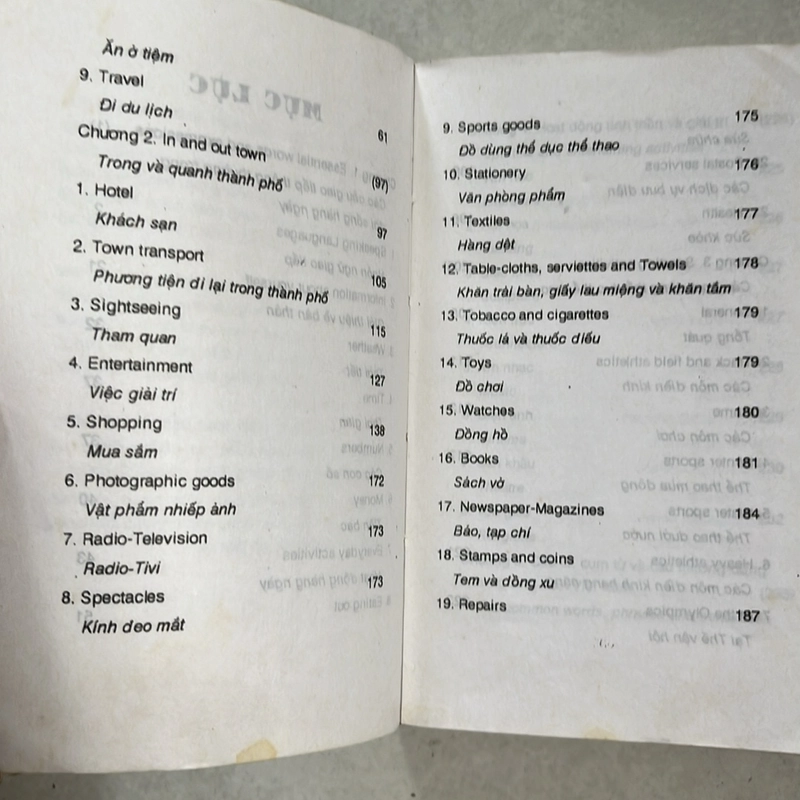 Ăn ở tiệm
9. Travel 61
Đi du lịch
Chương 2. In and out town (97)
Trong và quanh thành phố
1. Hotel 97
Khách sạn
2. Town transport 105
Phương tiện đi lại trong thành phố
3. Sightseeing 115
Tham quan
4. Entertainment 127
Việc giải trí
5. Shopping 138
Mua sắm
6. Photographic goods 172
Vật phẩm nhiếp ảnh
7. Radio-Television 173
Radio-Tivi
8. Spectacles 173
Kính đeo mắt
9. Sports goods 175
Đồ dùng thể dục thể thao
10. Stationery 176
Văn phòng phẩm
11. Textiles 177
Hàng dệt
12. Table-cloths, serviettes and Towels 178
Khăn trải bàn, giấy lau miệng và khăn tắm
13. Tobacco and cigarettes 179
Thuốc lá và thuốc điếu
14. Toys 179
Đồ chơi
15. Watches 180
Đồng hồ
16. Books 181
Sách vở
17. Newspaper-Magazines 184
Báo, tạp chí
18. Stamps and coins
Tem và đồng xu
19. Repairs 187